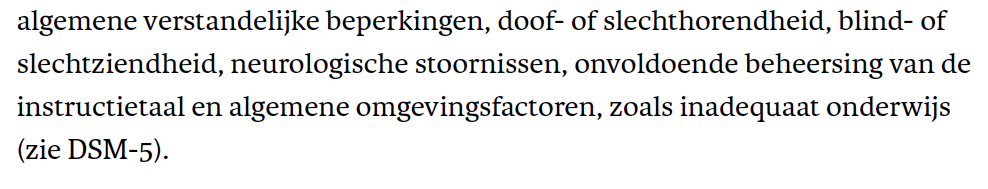 algemene verstandelijke beperkingen, doof- of slechthorendheid, blind- of
slechtziendheid, neurologische stoornissen, onvoldoende beheersing van de
instructietaal en algemene omgevingsfactoren, zoals inadequaat onderwijs
(zie DSM-5).